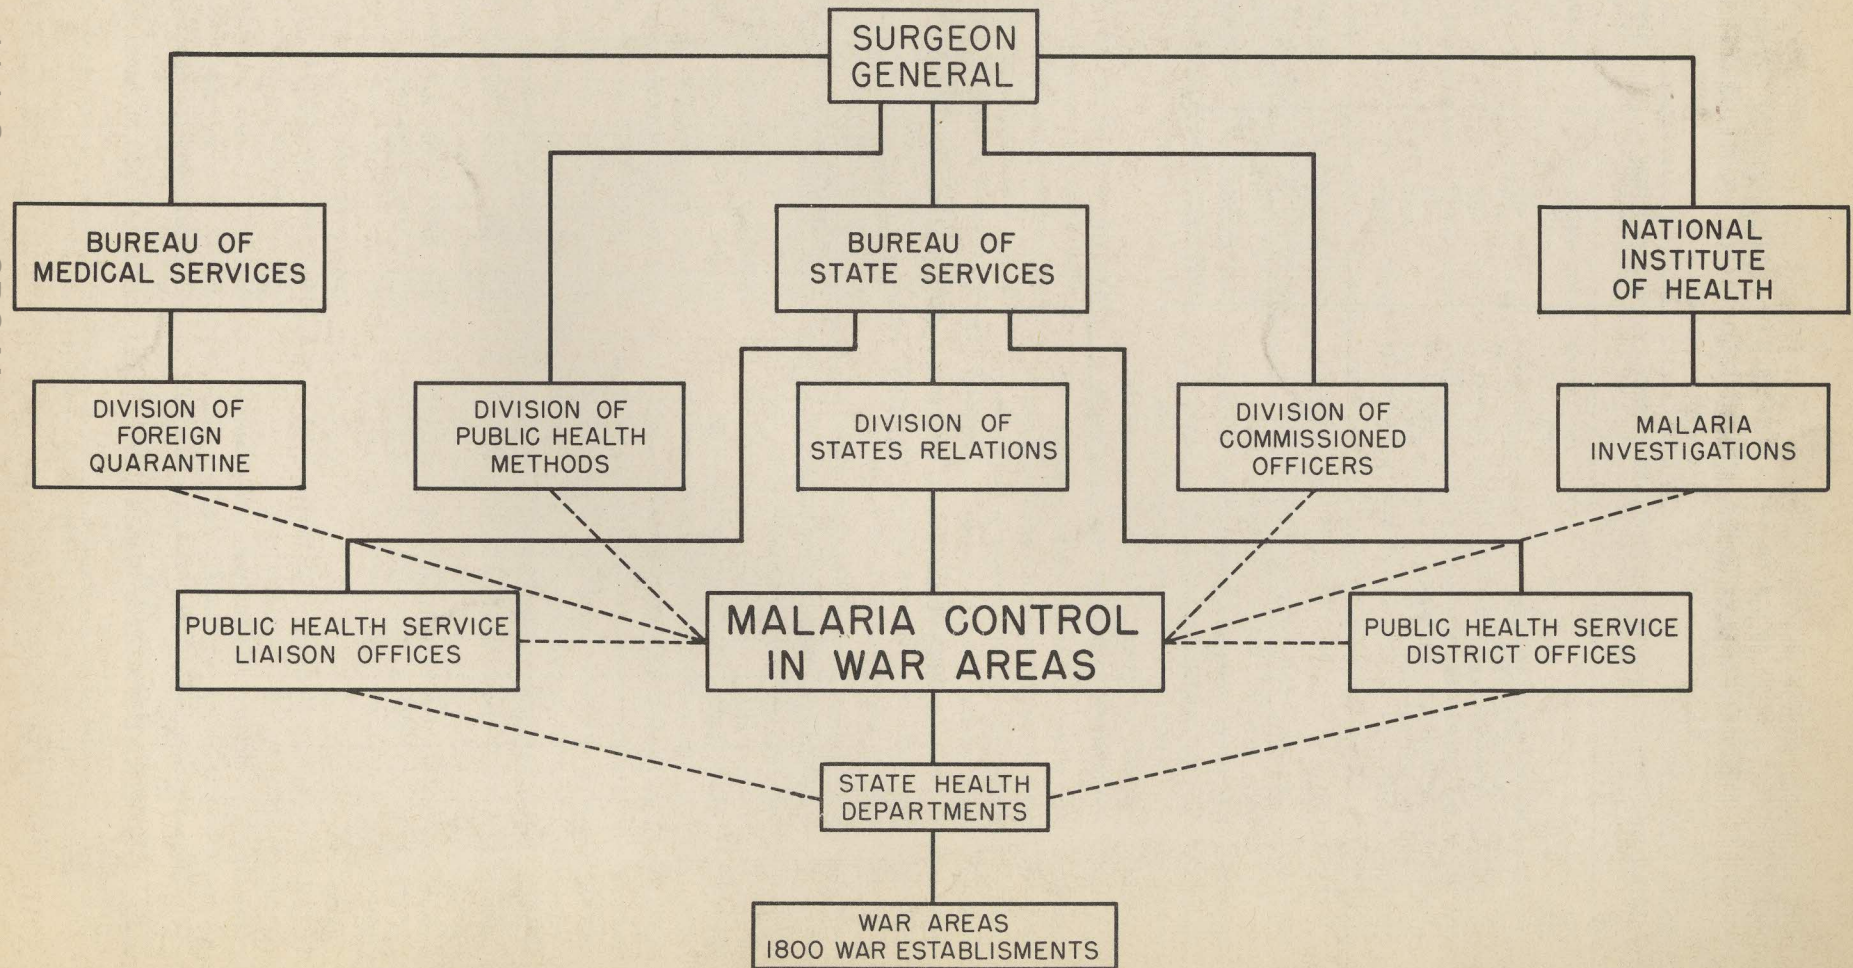 SURGEON
GENERAL
BUREAU OF
MEDICAL SERVICES
BUREAU OF
STATE SERVICES
NATIONAL
INSTITUTE
OF HEALTH
DIVISION OF
FOREIGN
QUARANTINE
DIVISION OF
PUBLIC HEALTH
METHODS
DIVISION OF
STATES RELATIONS
DIVISION OF
COMMISSIONED
OFFICERS
MALARIA
INVESTIGATIONS
PUBLIC HEALTH SERVICE
LIAISON OFFICES
MALARIA CONTROL
IN WAR AREAS
PUBLIC HEALTH SERVICE
DISTRICT OFFICES
STATE HEALTH
DEPARTMENTS
WAR AREAS
1800 WAR ESTABLISMENTS